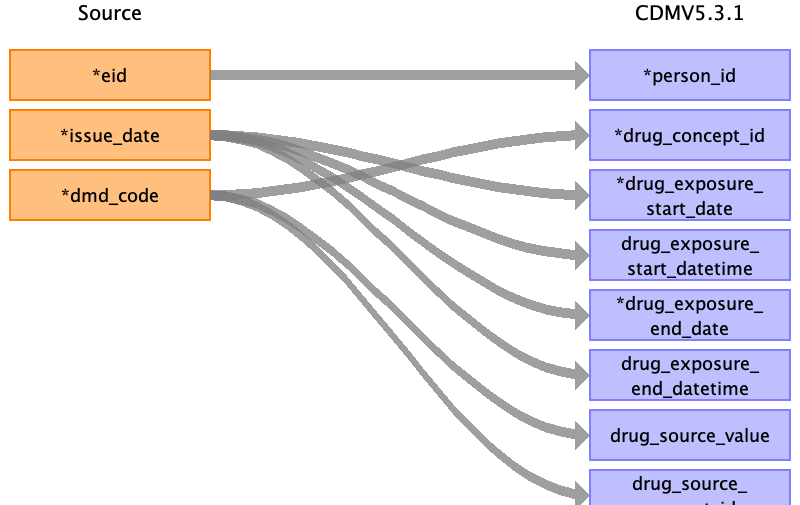 Source
CDMV5.3.1
*eid
*person_id
*issue_date
*drug_concept_id
*dmd_code
*drug_exposure_
start_date
drug_exposure_
start_datetime
*drug_exposure_
end_date
drug_exposure_
end_datetime
drug_source_value
drug_source_